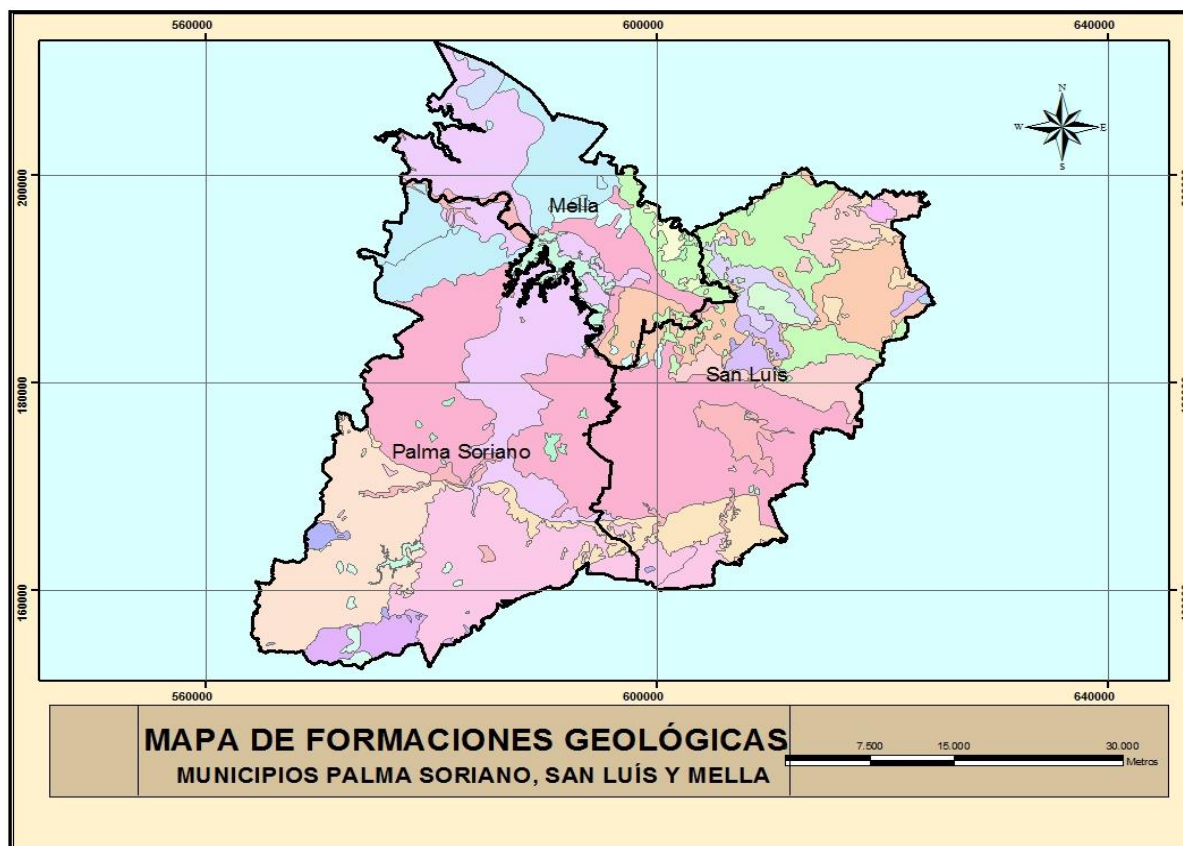 560000 600000 640000
N
W E
S
200000
Mella
San Luís
180000
Palma Soriano
160000
560000 600000 640000
MAPA DE FORMACIONES GEOLÓGICAS
MUNICIPIOS PALMA SORIANO, SAN LUÍS Y MELLA
7.500 15.000 30.000
Metros